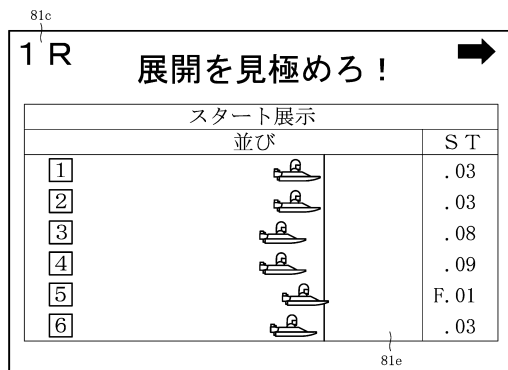 81c
1R
展開を見極めろ！
スタート展示
並び ST
1 .03
2 .03
3 .08
4 .09
5 F.01
6 .03
81e